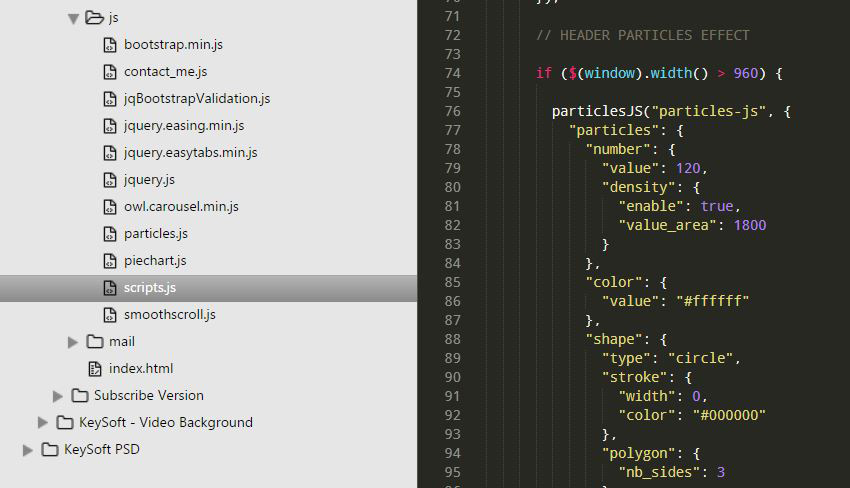 js
bootstrap.min.js
contact_me.js
jqBootstrapValidation.js
jquery.easing.min.js
jquery.easytabs.min.js
jquery.js
owl.carousel.min.js
particles.js
piechart.js
scripts.js
smoothscroll.js
mail
index.html
Subscribe Version
KeySoft - Video Background
KeySoft PSD
71
72 // HEADER PARTICLES EFFECT
73
74 if ($(window).width() > 960) {
75
76 particlesJS("particles-js", {
77 "particles": {
78 "number": {
79 "value": 120,
80 "density": {
81 "enable": true,
82 "value_area": 1800
83 }
84 },
85 "color": {
86 "value": "#ffffff"
87 },
88 "shape": {
89 "type": "circle",
90 "stroke": {
91 "width": 0,
92 "color": "#000000"
93 },
94 "polygon": {
95 "nb_sides": 3